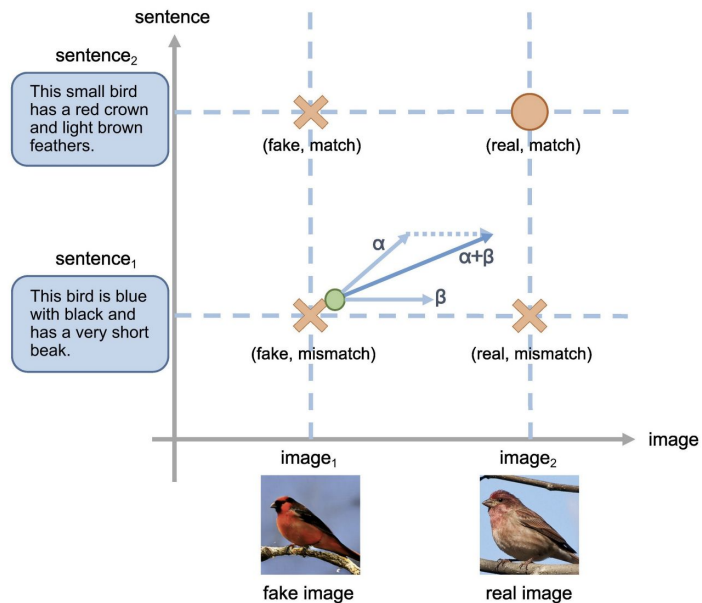 sentence
sentence₂
This small bird
has a red crown
and light brown
feathers.
(fake, match)
(real, match)
α
α+β
β
sentence₁
This bird is blue
with black and
has a very short
beak.
(fake, mismatch)
(real, mismatch)
image
image₁
image₂
fake image
real image